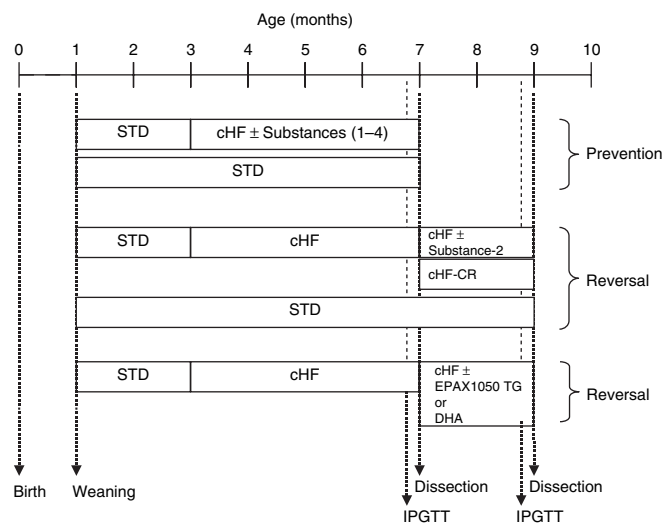 Age (months)
0 1 2 3 4 5 6 7 8 9 10
STD cHF ± Substances (1–4)
STD
Prevention
STD cHF cHF ±
Substance-2
cHF-CR
Reversal
STD
STD cHF cHF ±
EPAX1050 TG
or
DHA
Reversal
Birth Weaning Dissection Dissection
IPGTT IPGTT